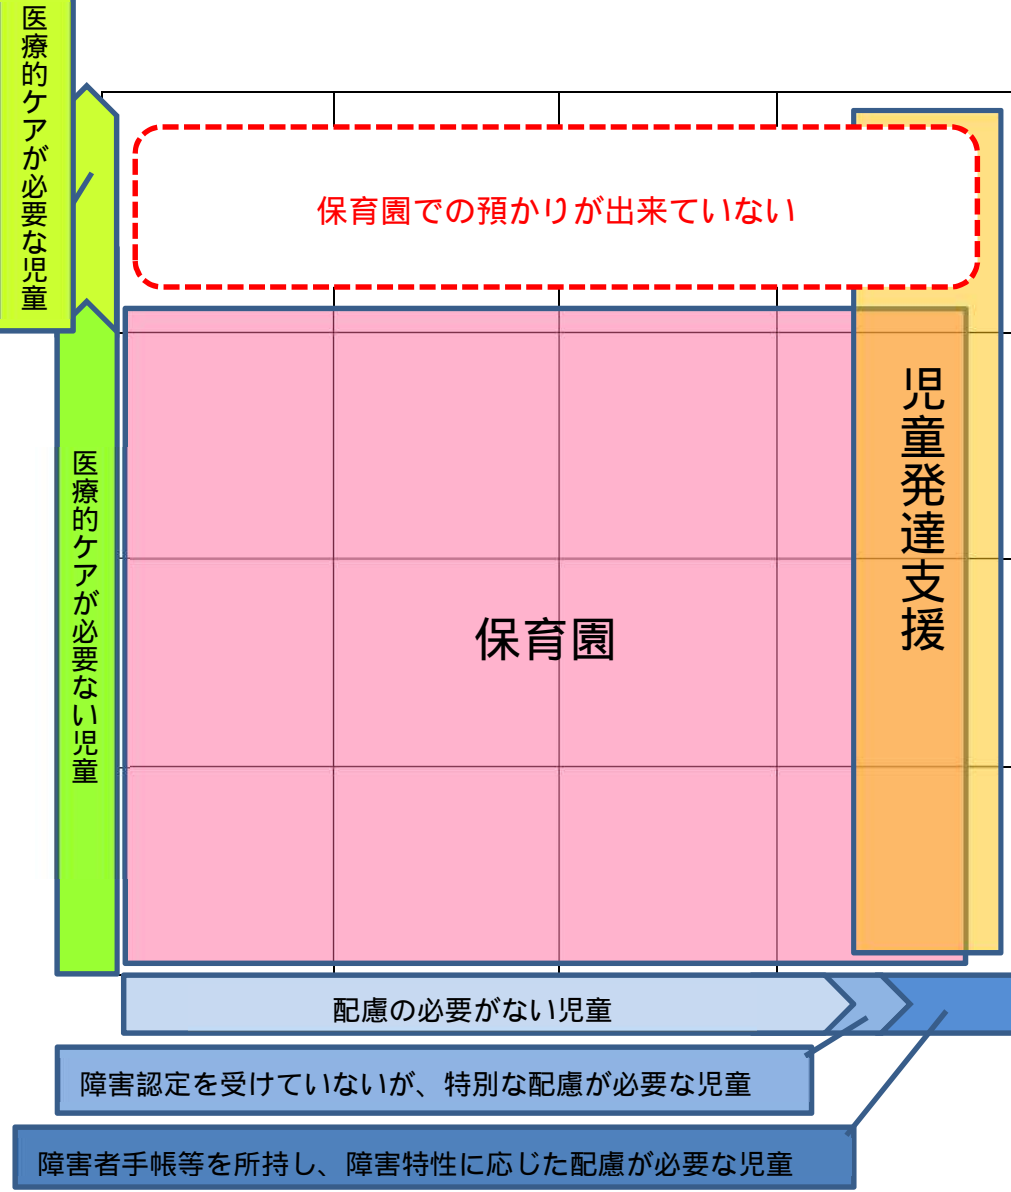 医療的ケアが必要な児童
保育園での預かりが出来ていない
児童発達支援
医療的ケアが必要ない児童
保育園
配慮の必要がない児童
障害認定を受けていないが、特別な配慮が必要な児童
障害者手帳等を所持し、障害特性に応じた配慮が必要な児童